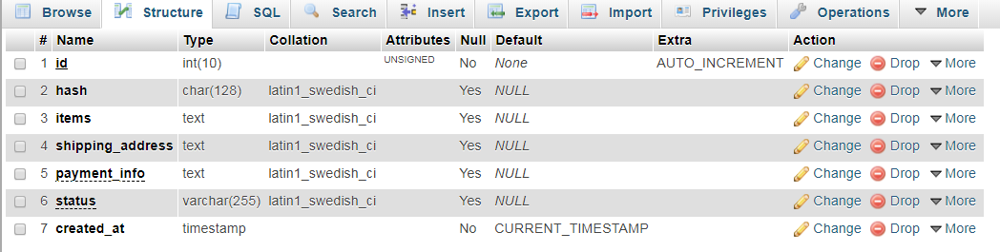 Browse Structure SQL Search Insert Export Import Privileges Operations More
# Name Type Collation Attributes Null Default Extra Action
1 id int(10) UNSIGNED No None AUTO_INCREMENT Change Drop More
2 hash char(128) latin1_swedish_ci Yes NULL Change Drop More
3 items text latin1_swedish_ci Yes NULL Change Drop More
4 shipping_address text latin1_swedish_ci Yes NULL Change Drop More
5 payment_info text latin1_swedish_ci Yes NULL Change Drop More
6 status varchar(255) latin1_swedish_ci Yes NULL Change Drop More
7 created_at timestamp No CURRENT_TIMESTAMP Change Drop More